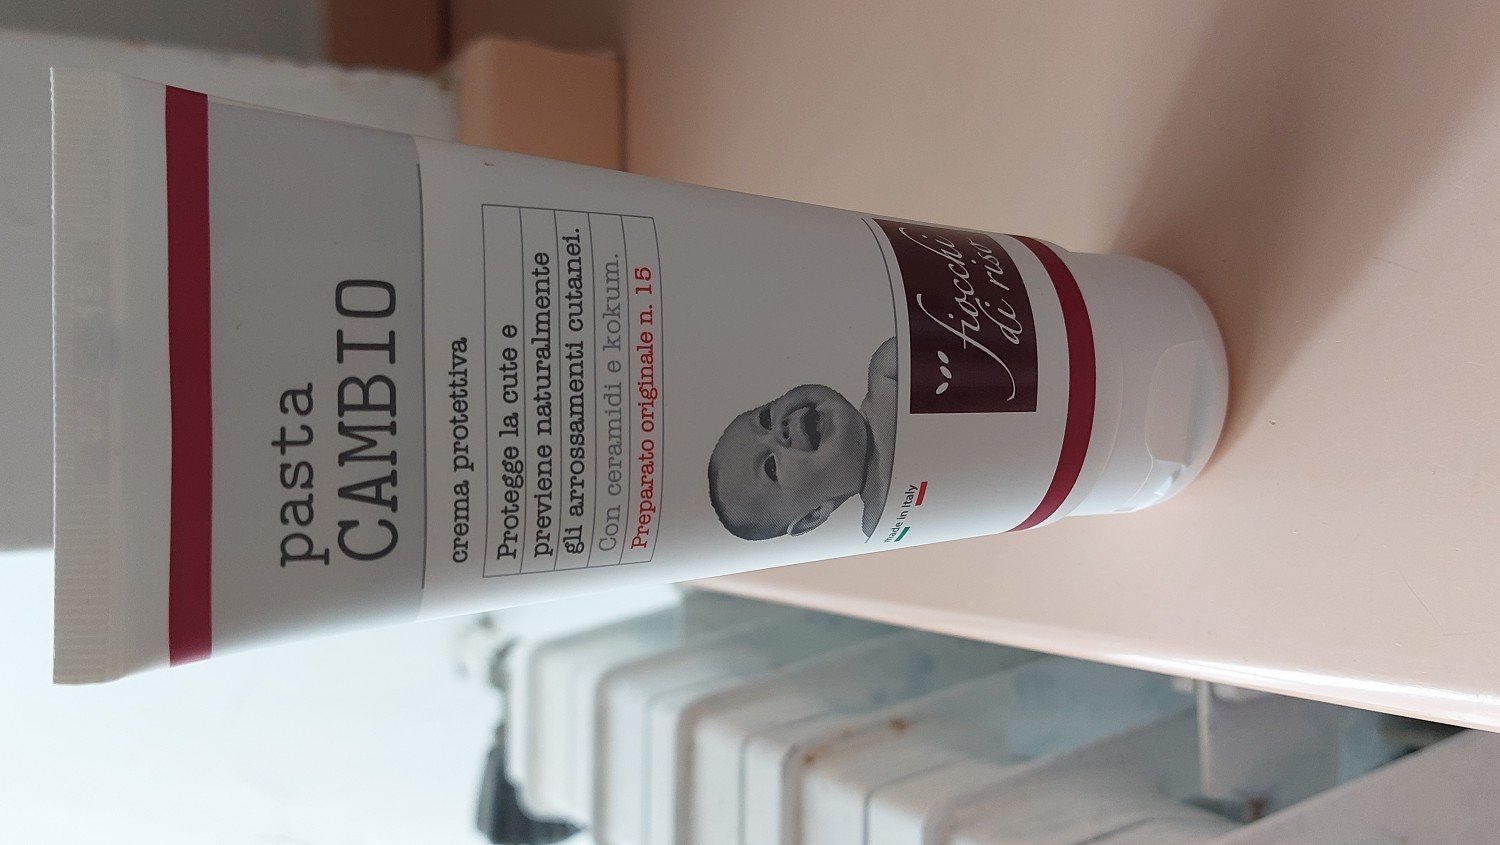 pasta
CAMBIO
crema protettiva
Protegge la cute e
previene naturalmente
gli arrossamenti cutanei.
Con ceramidi e kokum.
Preparato originale n. 15
fiocchi
di riso
made in Italy